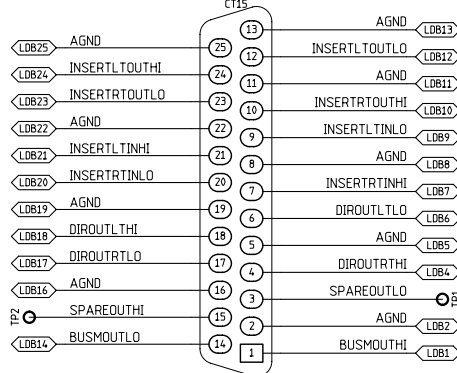 CT15
AGND
13
LDB13
LDB25
AGND
25
INSERTLTOUTLO
12
LDB12
LDB24
INSERTLTOUTHI
24
AGND
11
LDB11
LDB23
INSERTRTOUTLO
23
INSERTRTOUTHI
10
LDB10
LDB22
AGND
22
INSERTLTINLO
9
LDB9
LDB21
INSERTLTINHI
21
AGND
8
LDB8
LDB20
INSERTRTINLO
20
INSERTRTINHI
7
LDB7
LDB19
AGND
19
DIROUTLTLO
6
LDB6
LDB18
DIROUTLTHI
18
AGND
5
LDB5
LDB17
DIROUTRTLO
17
DIROUTRTHI
4
LDB4
LDB16
AGND
16
SPAREOUTLO
3
TP1
TP2
SPAREOUTHI
15
AGND
2
LDB2
LDB14
BUSMOUTLO
14
BUSMOUTHI
1
LDB1